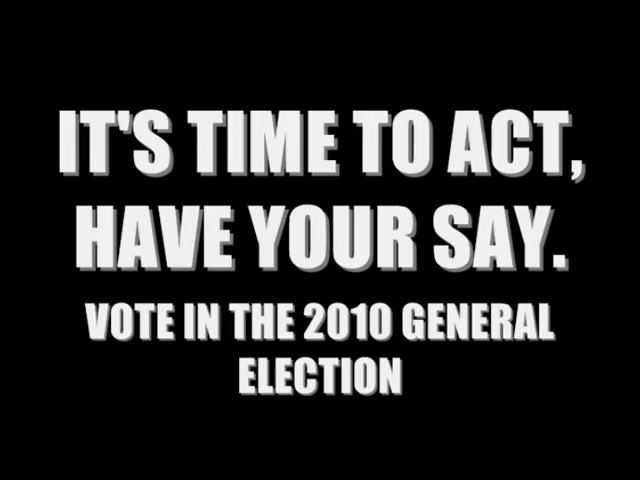 IT'S TIME TO ACT,
HAVE YOUR SAY.
VOTE IN THE 2010 GENERAL
ELECTION